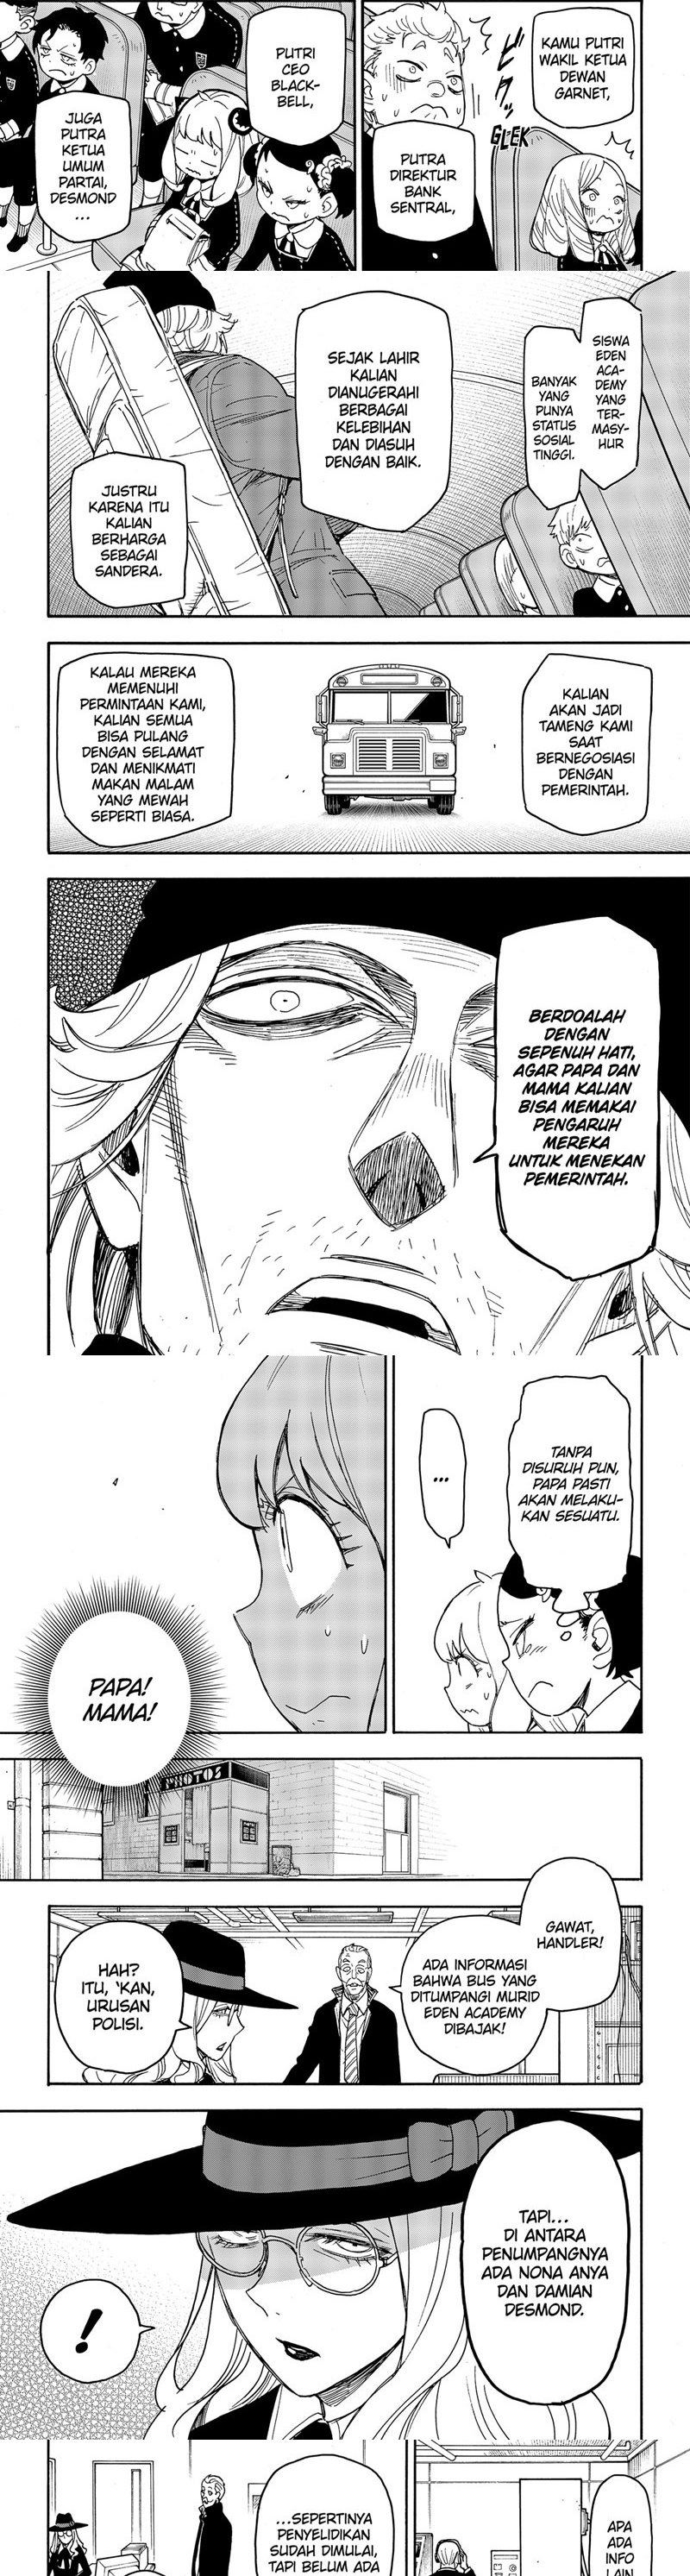 KAMU PUTRI
WAKIL KETUA
DEWAN
GARNET,
GLEK
PUTRA
DIREKTUR
BANK
SENTRAL,
PUTRI
CEO
BLACK-
BELL,
JUGA
PUTRA
KETUA
UMUM
PARTAI,
DESMOND
...
SISWA
EDEN
ACA-
DEMY
YANG
TER-
MASY-
HUR
BANYAK
YANG
PUNYA
STATUS
SOSIAL
TINGGI.
SEJAK LAHIR
KALIAN
DIANUGERAHI
BERBAGAI
KELEBIHAN
DAN DIASUH
DENGAN BAIK.
JUSTRU
KARENA ITU
KALIAN
BERHARGA
SEBAGAI
SANDERA.
KALIAN
AKAN JADI
TAMENG KAMI
SAAT
BERNEGOSIASI
DENGAN
PEMERINTAH.
KALAU MEREKA
MEMENUHI
PERMINTAAN KAMI,
KALIAN SEMUA
BISA PULANG
DENGAN SELAMAT
DAN MENIKMATI
MAKAN MALAM
YANG MEWAH
SEPERTI BIASA.
BERDOALAH
DENGAN
SEPENUH HATI,
AGAR PAPA DAN
MAMA KALIAN
BISA MEMAKAI
PENGARUH
MEREKA
UNTUK MENEKAN
PEMERINTAH.
TANPA
DISURUH PUN,
PAPA PASTI
AKAN MELAKU-
KAN SESUATU.
...
PAPA!
MAMA!
PHOTOS
GAWAT,
HANDLER!
ADA INFORMASI
BAHWA BUS YANG
DITUMPANGI MURID
EDEN ACADEMY
DIBAJAK!
HAH?
ITU, 'KAN,
URUSAN
POLISI.
TAPI...
DI ANTARA
PENUMPANGNYA
ADA NONA ANYA
DAN DAMIAN
DESMOND.
!
APA
ADA
INFO
LAIN
...SEPERTINYA
PENYELIDIKAN
SUDAH DIMULAI,
TAPI BELUM ADA